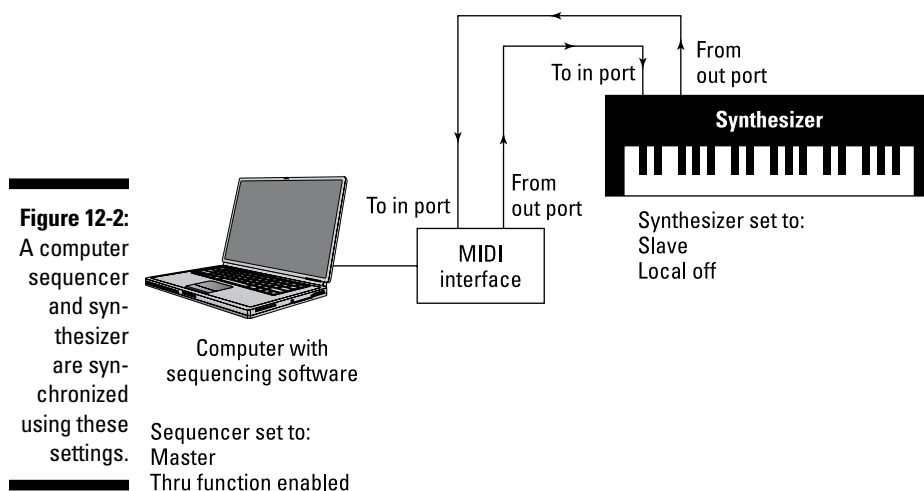 Figure 12-2:
A computer
sequencer
and syn-
thesizer
are syn-
chronized
using these
settings.
To in port
From
out port
Synthesizer
To in port
From
out port
MIDI
interface
Synthesizer set to:
Slave
Local off
Computer with
sequencing software
Sequencer set to:
Master
Thru function enabled